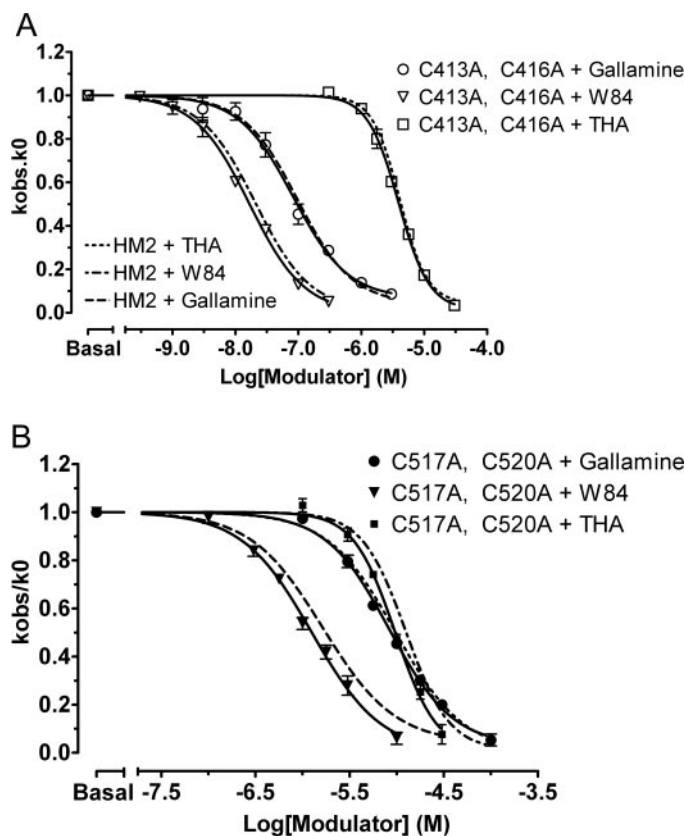 A
1.2
1.0
0.8
0.6
0.4
0.2
0.0
kobs.k0
C413A, C416A + Gallamine
C413A, C416A + W84
C413A, C416A + THA
HM2 + THA
HM2 + W84
HM2 + Gallamine
Basal -9.0 -8.0 -7.0 -6.0 -5.0 -4.0
Log[Modulator] (M)
B
1.2
1.0
0.8
0.6
0.4
0.2
0.0
kobs/k0
C517A, C520A + Gallamine
C517A, C520A + W84
C517A, C520A + THA
Basal -7.5 -6.5 -5.5 -4.5 -3.5
Log[Modulator] (M)